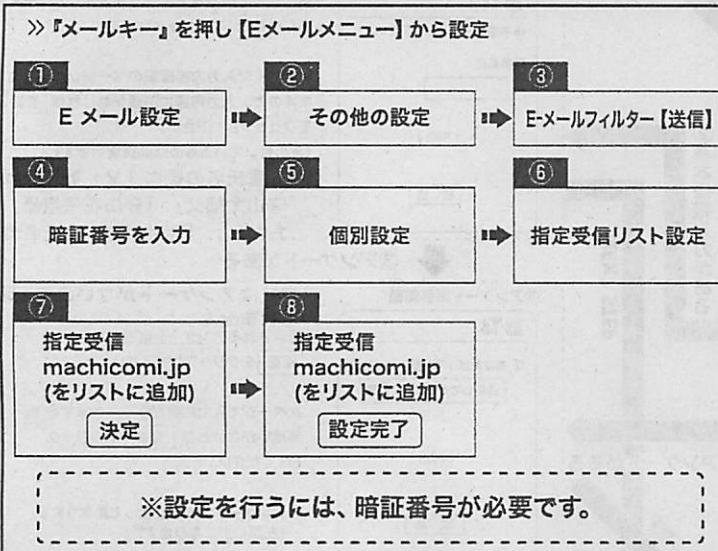 ≫『メールキー』を押し【Eメールメニュー】から設定
①
E メール設定
②
その他の設定
③
E-メールフィルター【送信】
④
暗証番号を入力
⑤
個別設定
⑥
指定受信リスト設定
⑦
指定受信
machicomi.jp
(をリストに追加)
決定
⑧
指定受信
machicomi.jp
(をリストに追加)
設定完了
※設定を行うには、暗証番号が必要です。